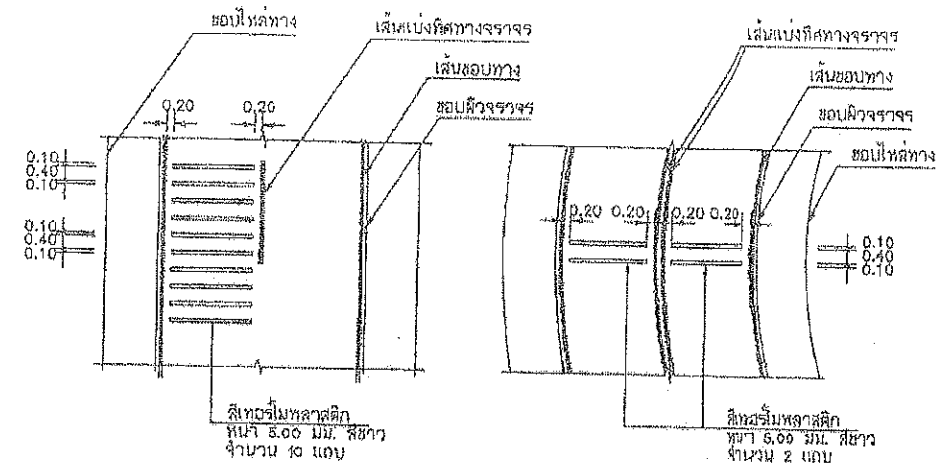 ขอบไหล่ทาง
เส้นแบ่งทิศทางจราจร
เส้นขอบทาง
ขอบผิวจราจร
0.20 0.20
0.10
0.40
0.10
0.10
0.40
0.10
สีเทอร์โมพลาสติก
หนา 5.00 มม. สีขาว
จำนวน 10 แถบ
เส้นแบ่งทิศทางจราจร
เส้นขอบทาง
ขอบผิวจราจร
ขอบไหล่ทาง
0.20 0.20 0.20 0.20
0.10
0.40
0.10
สีเทอร์โมพลาสติก
หนา 5.00 มม. สีขาว
จำนวน 2 แถบ